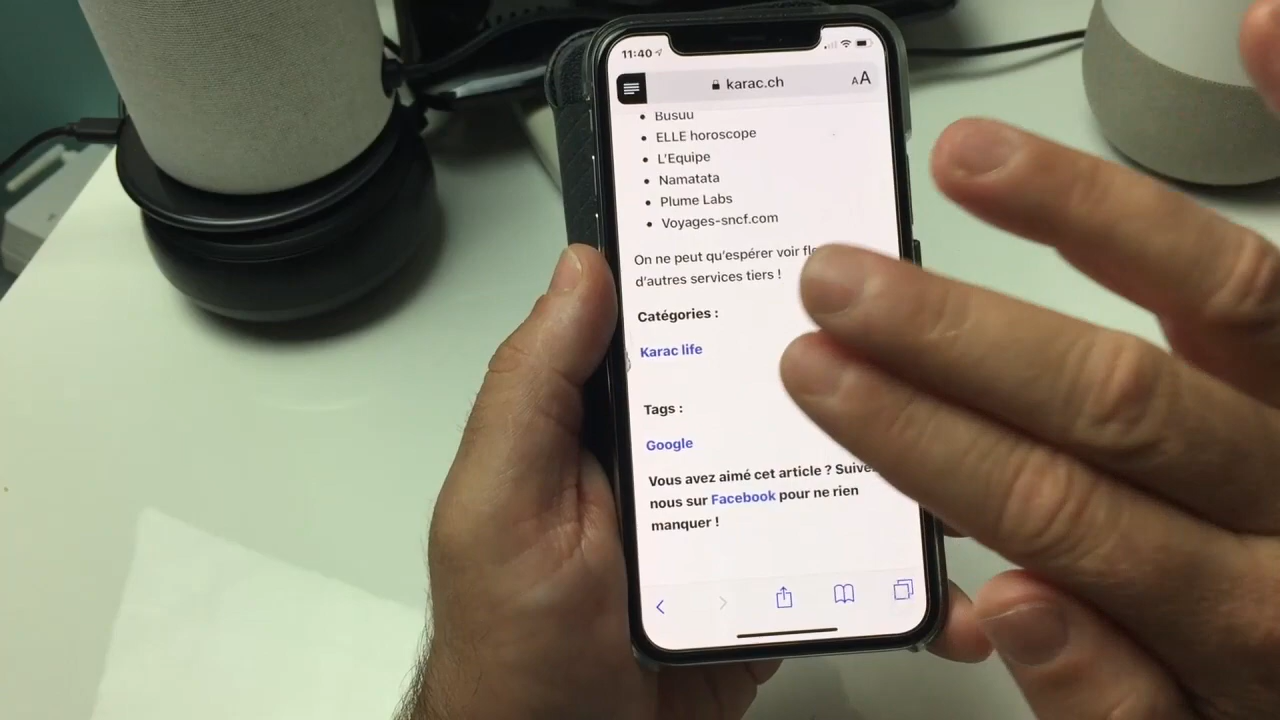 11:40
karac.ch
AA
Busuu
ELLE horoscope
L'Equipe
Namatata
Plume Labs
Voyages-sncf.com
On ne peut qu'espérer voir
d'autres services tiers !
Catégories :
Karac life
Tags :
Google
Vous avez aimé cet article ?
nous sur Facebook pour ne rien
manquer !